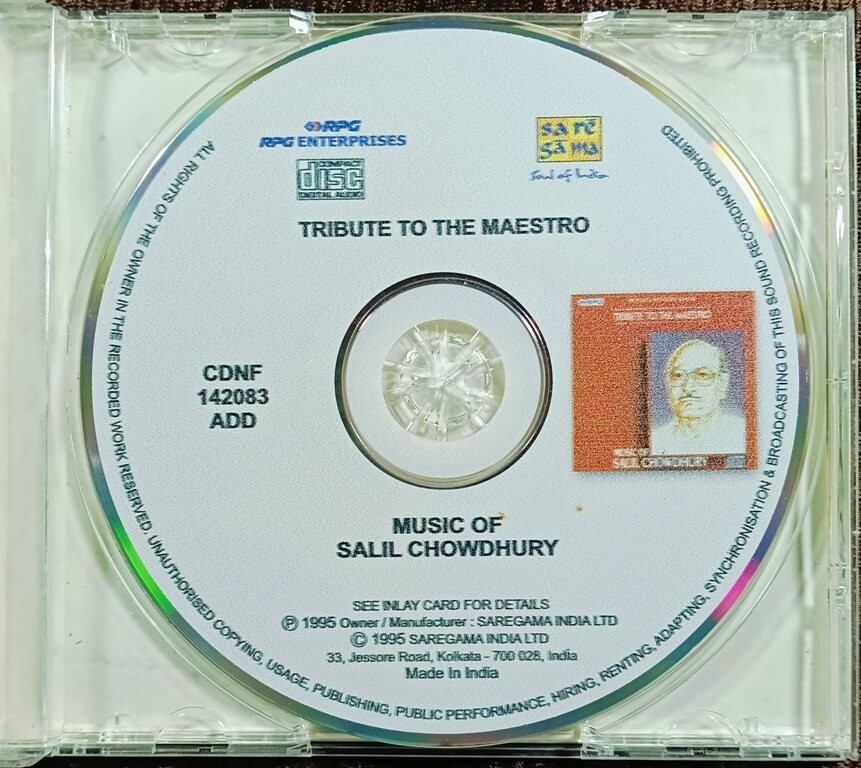 RPG
RPG ENTERPRISES
sa rē
gā ma
Soul of India
COMPACT
disc
DIGITAL AUDIO
TRIBUTE TO THE MAESTRO
CDNF
142083
ADD
TRIBUTE TO THE MAESTRO
MUSIC OF
SALIL CHOWDHURY
MUSIC OF
SALIL CHOWDHURY
SEE INLAY CARD FOR DETAILS
Ⓟ 1995 Owner / Manufacturer : SAREGAMA INDIA LTD
© 1995 SAREGAMA INDIA LTD
33, Jessore Road, Kolkata - 700 028, India
Made In India
ALL RIGHTS OF THE OWNER IN THE RECORDED WORK RESERVED. UNAUTHORISED COPYING, USAGE, PUBLISHING, PUBLIC PERFORMANCE, HIRING, RENTING, ADAPTING, SYNCHRONISATION & BROADCASTING OF THIS SOUND RECORDING PROHIBITED